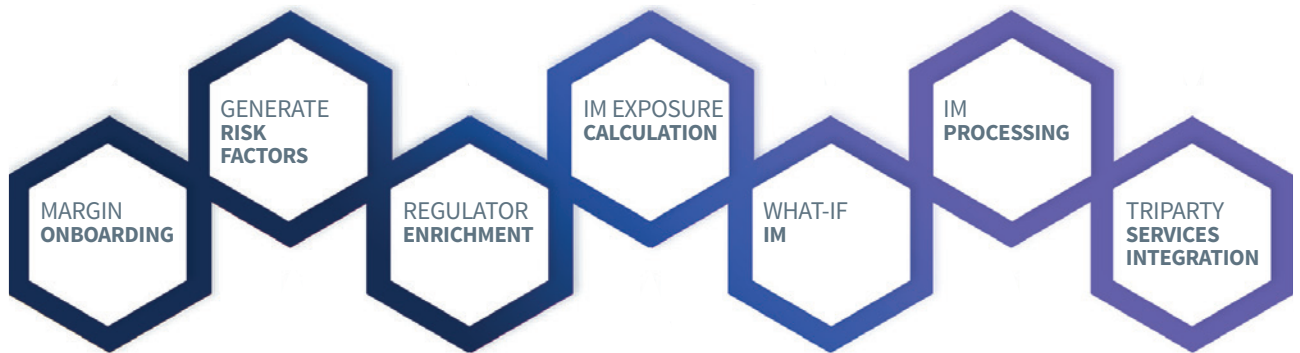 MARGIN
ONBOARDING
GENERATE
RISK
FACTORS
REGULATOR
ENRICHMENT
IM EXPOSURE
CALCULATION
WHAT-IF
IM
IM
PROCESSING
TRIPARTY
SERVICES
INTEGRATION